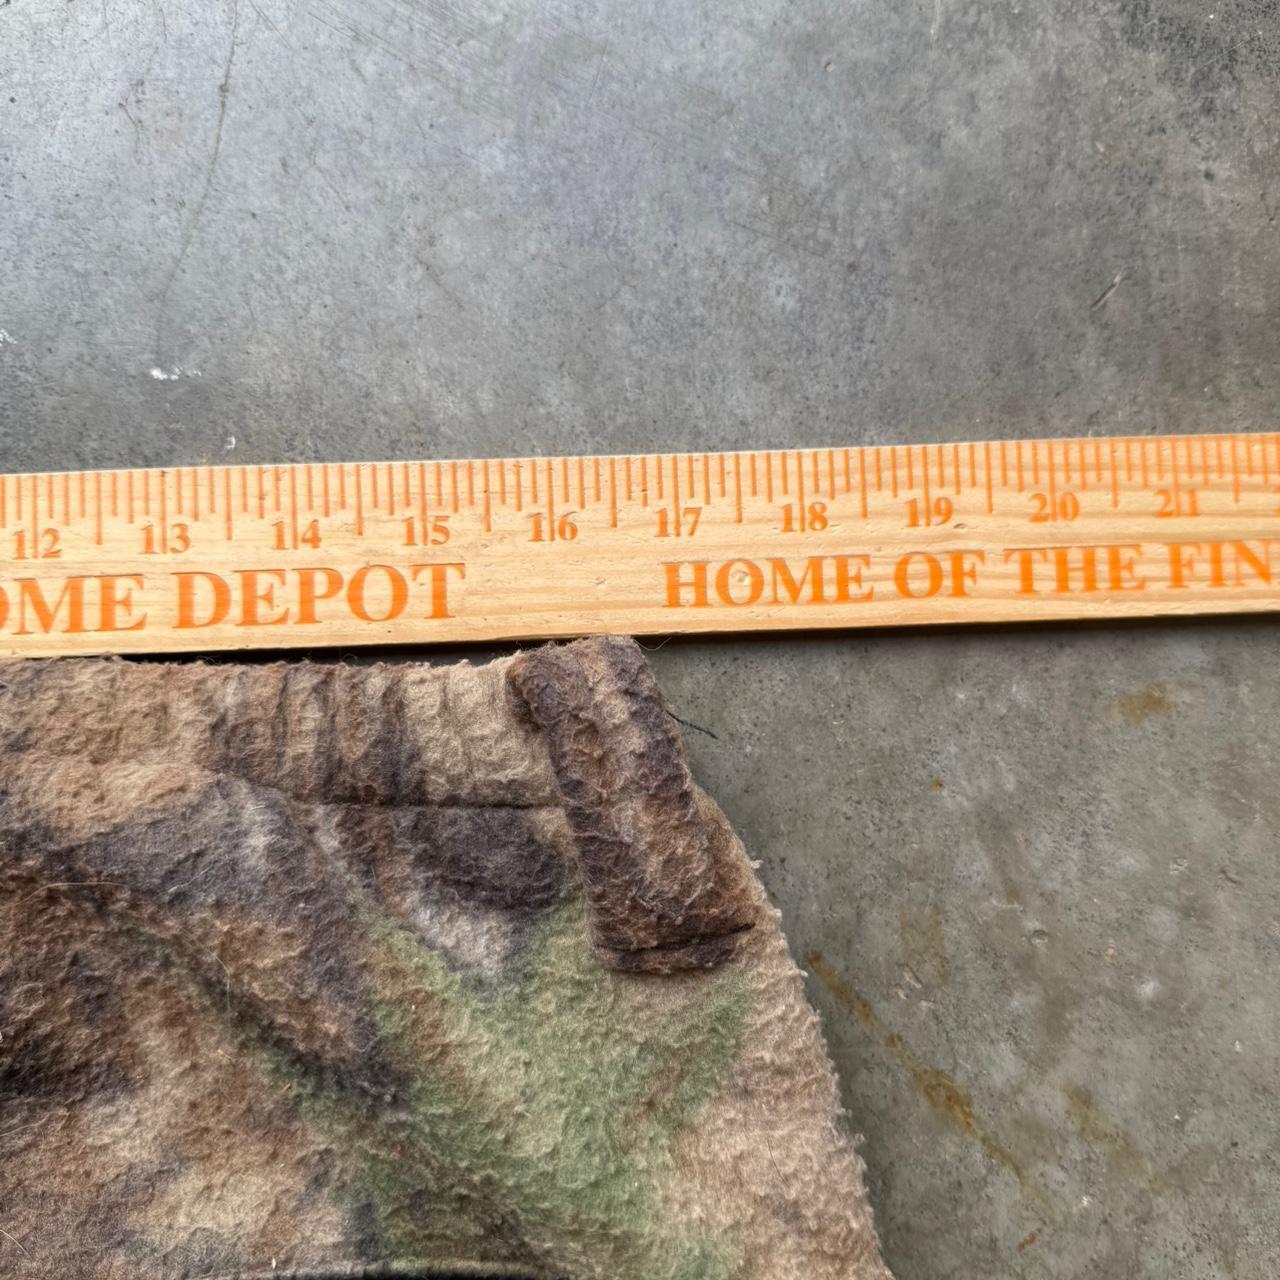 12 13 14 15 16 17 18 19 20 21
OME DEPOT HOME OF THE FIN